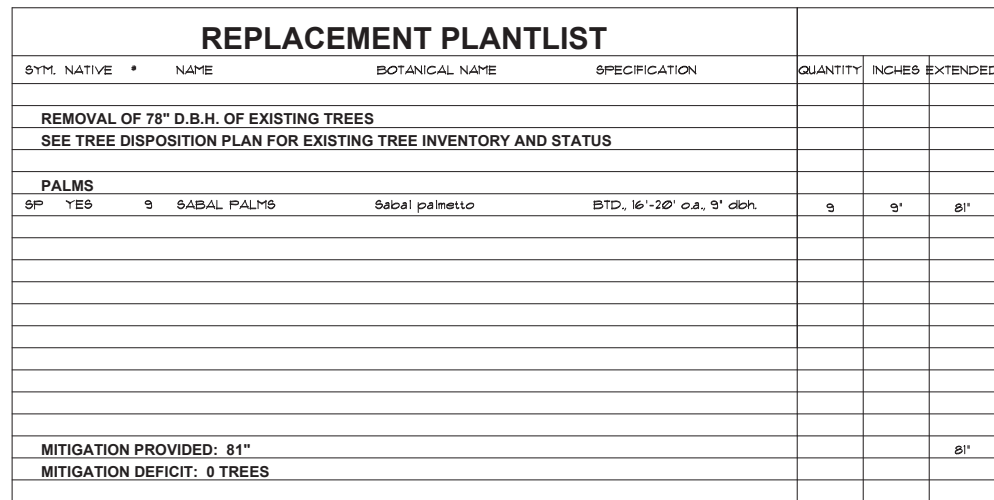 REPLACEMENT PLANTLIST
SYM. NATIVE # NAME BOTANICAL NAME SPECIFICATION QUANTITY INCHES EXTENDED
REMOVAL OF 78" D.B.H. OF EXISTING TREES
SEE TREE DISPOSITION PLAN FOR EXISTING TREE INVENTORY AND STATUS
PALMS
SP YES 9 SABAL PALMS Sabal palmetto BTD., 16'-20' o.a., 9" dbh. 9 9" 81"
MITIGATION PROVIDED: 81" 81"
MITIGATION DEFICIT: 0 TREES